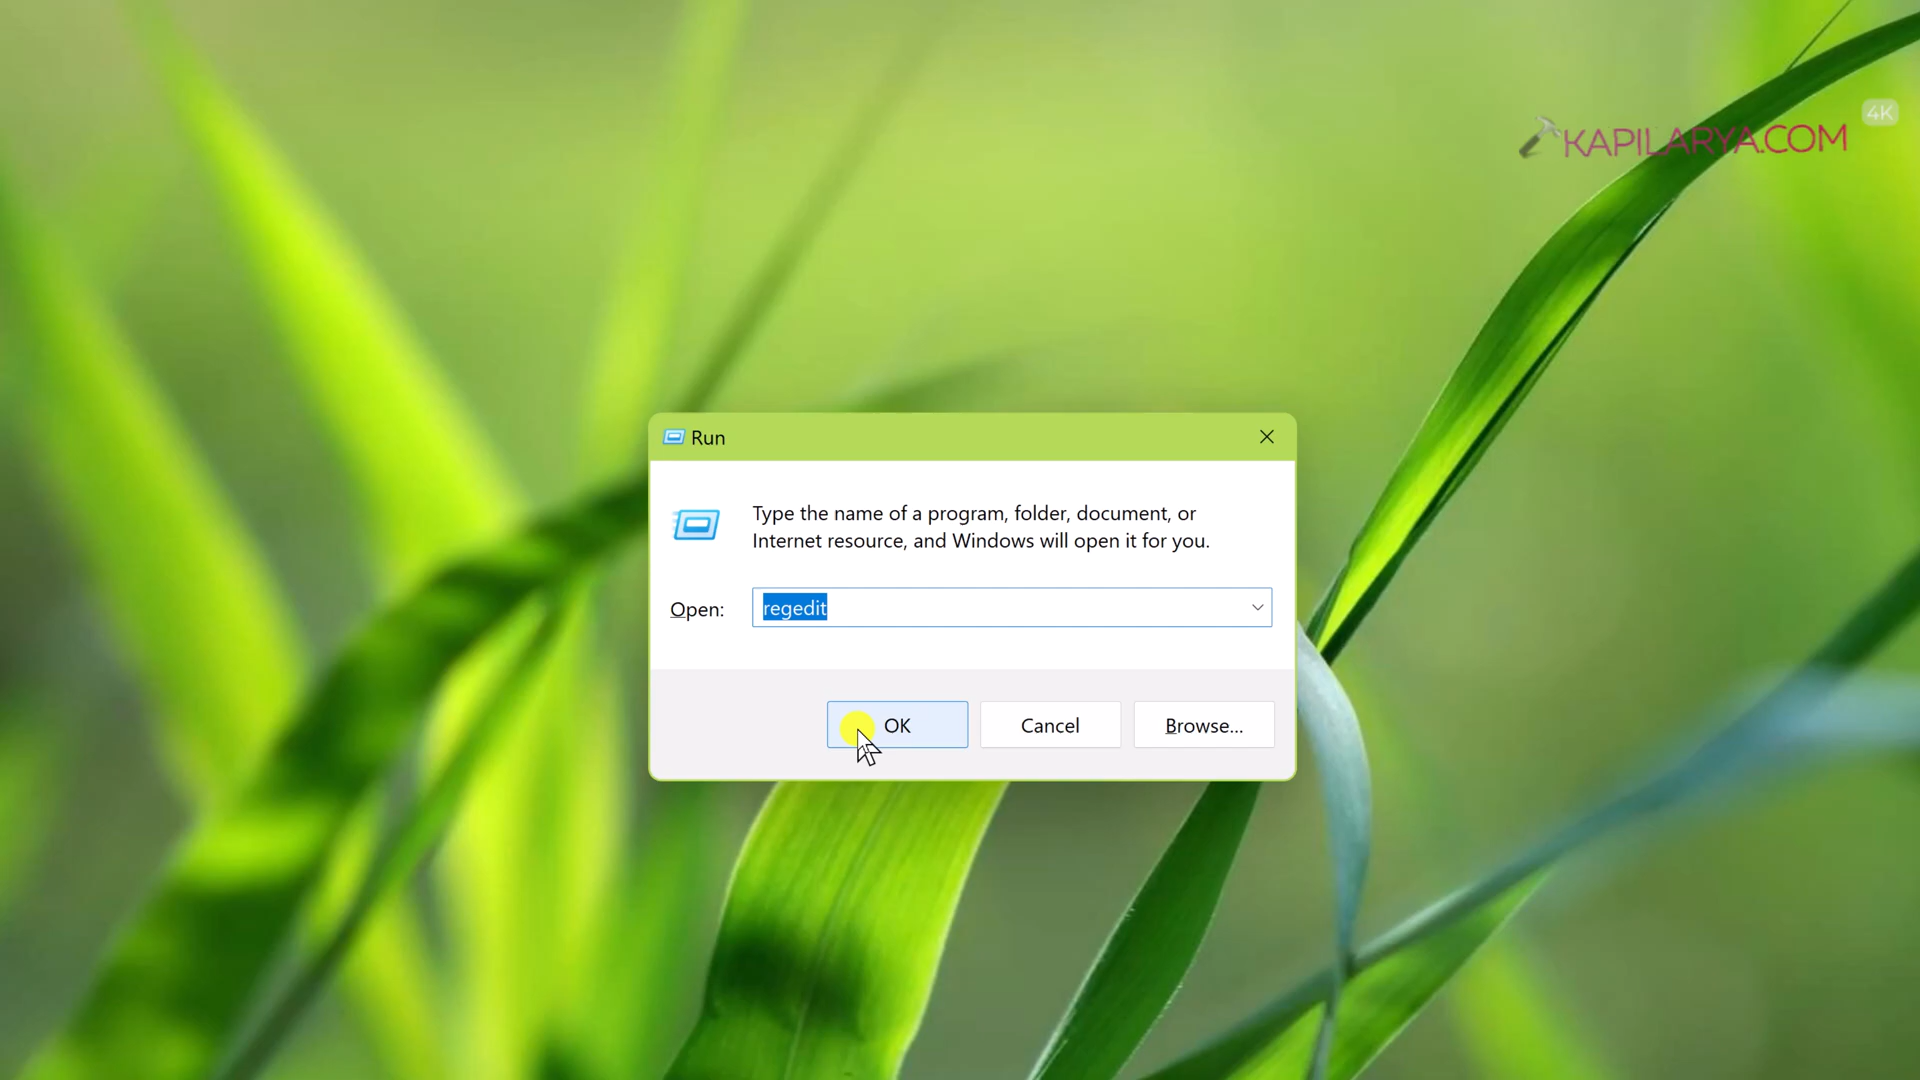 4K
KAPILARYA.COM
Run
Type the name of a program, folder, document, or
Internet resource, and Windows will open it for you.
Open: regedit
OK Cancel Browse...